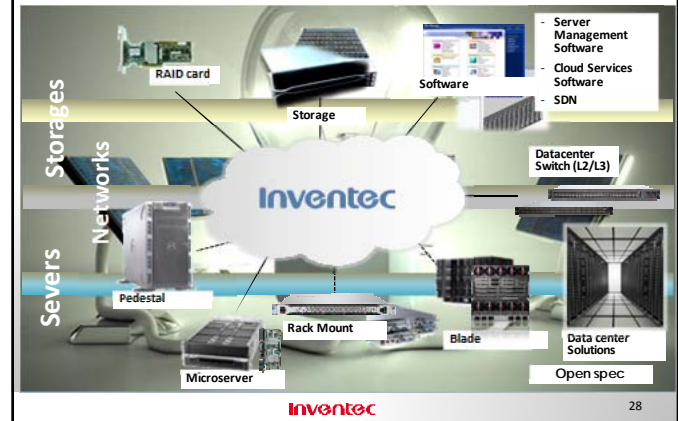 RAID card
Storage
Software
- Server
Management
Software
- Cloud Services
Software
- SDN
Storages
Networks
Severs
Inventec
Datacenter
Switch (L2/L3)
Pedestal
Microserver
Rack Mount
Blade
Data center
Solutions
Open spec
Inventec
28